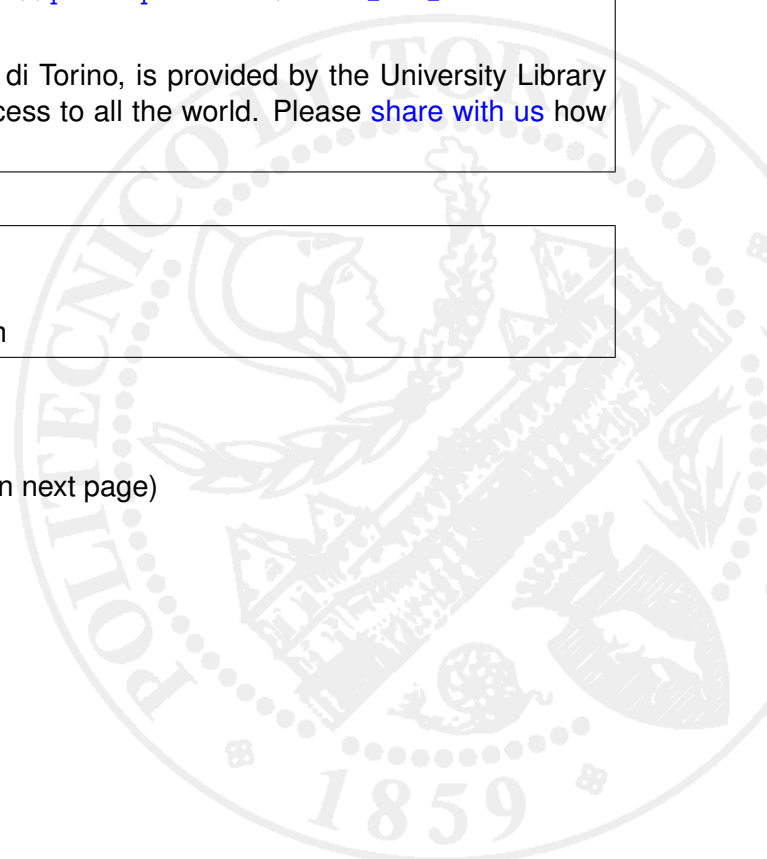 di Torino, is provided by the University Library
cess to all the world. Please share with us how
n
n next page)
POLITECNICO DI TORINO
1859